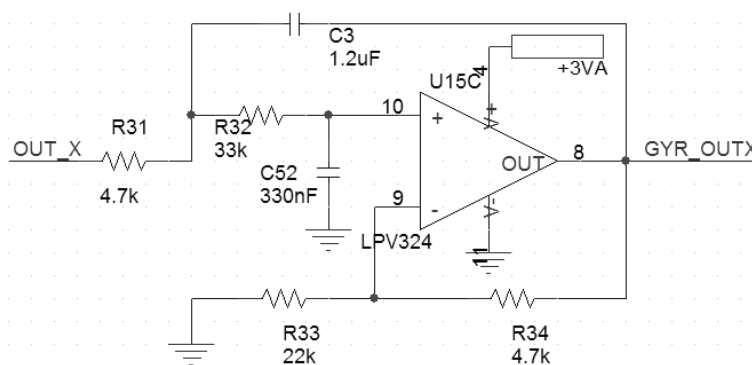 C3
1.2uF
+3VA
4
U15C
V+
10
+
R31
R32
33k
OUT_X
OUT
8
GYR_OUTX
C52
330nF
4.7k
9
-
V-
LPV324
11
R33
22k
R34
4.7k